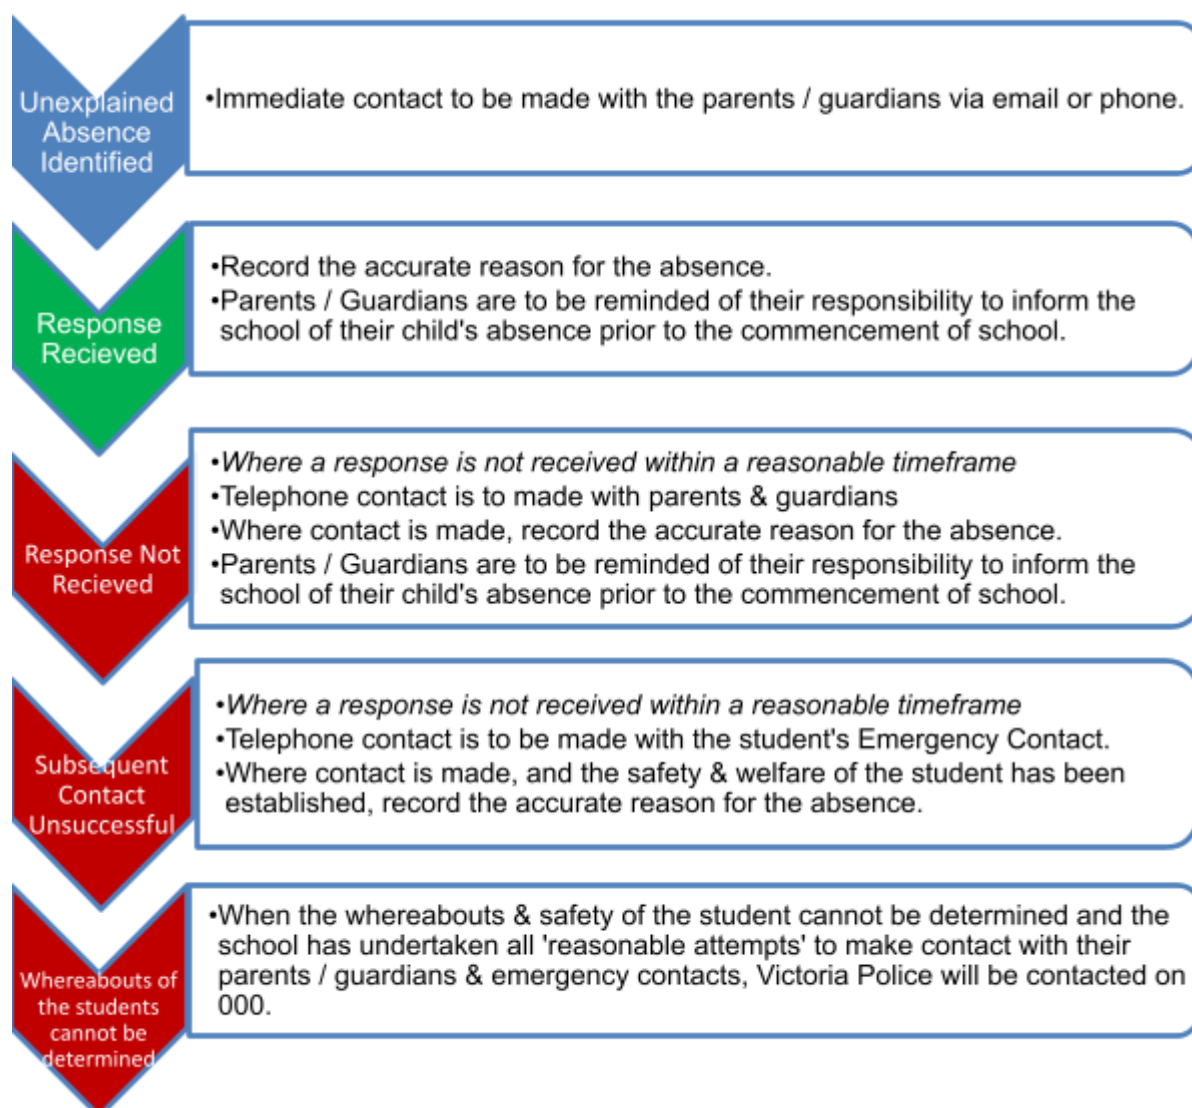 Unexplained
Absence
Identified
•Immediate contact to be made with the parents / guardians via email or phone.
Response
Recieved
•Record the accurate reason for the absence.
•Parents / Guardians are to be reminded of their responsibility to inform the
school of their child's absence prior to the commencement of school.
Response Not
Recieved
•Where a response is not received within a reasonable timeframe
•Telephone contact is to made with parents & guardians
•Where contact is made, record the accurate reason for the absence.
•Parents / Guardians are to be reminded of their responsibility to inform the
school of their child's absence prior to the commencement of school.
Subsequent
Contact
Unsuccessful
•Where a response is not received within a reasonable timeframe
•Telephone contact is to be made with the student's Emergency Contact.
•Where contact is made, and the safety & welfare of the student has been
established, record the accurate reason for the absence.
Whereabouts of
the students
cannot be
determined
•When the whereabouts & safety of the student cannot be determined and the
school has undertaken all 'reasonable attempts' to make contact with their
parents / guardians & emergency contacts, Victoria Police will be contacted on
000.